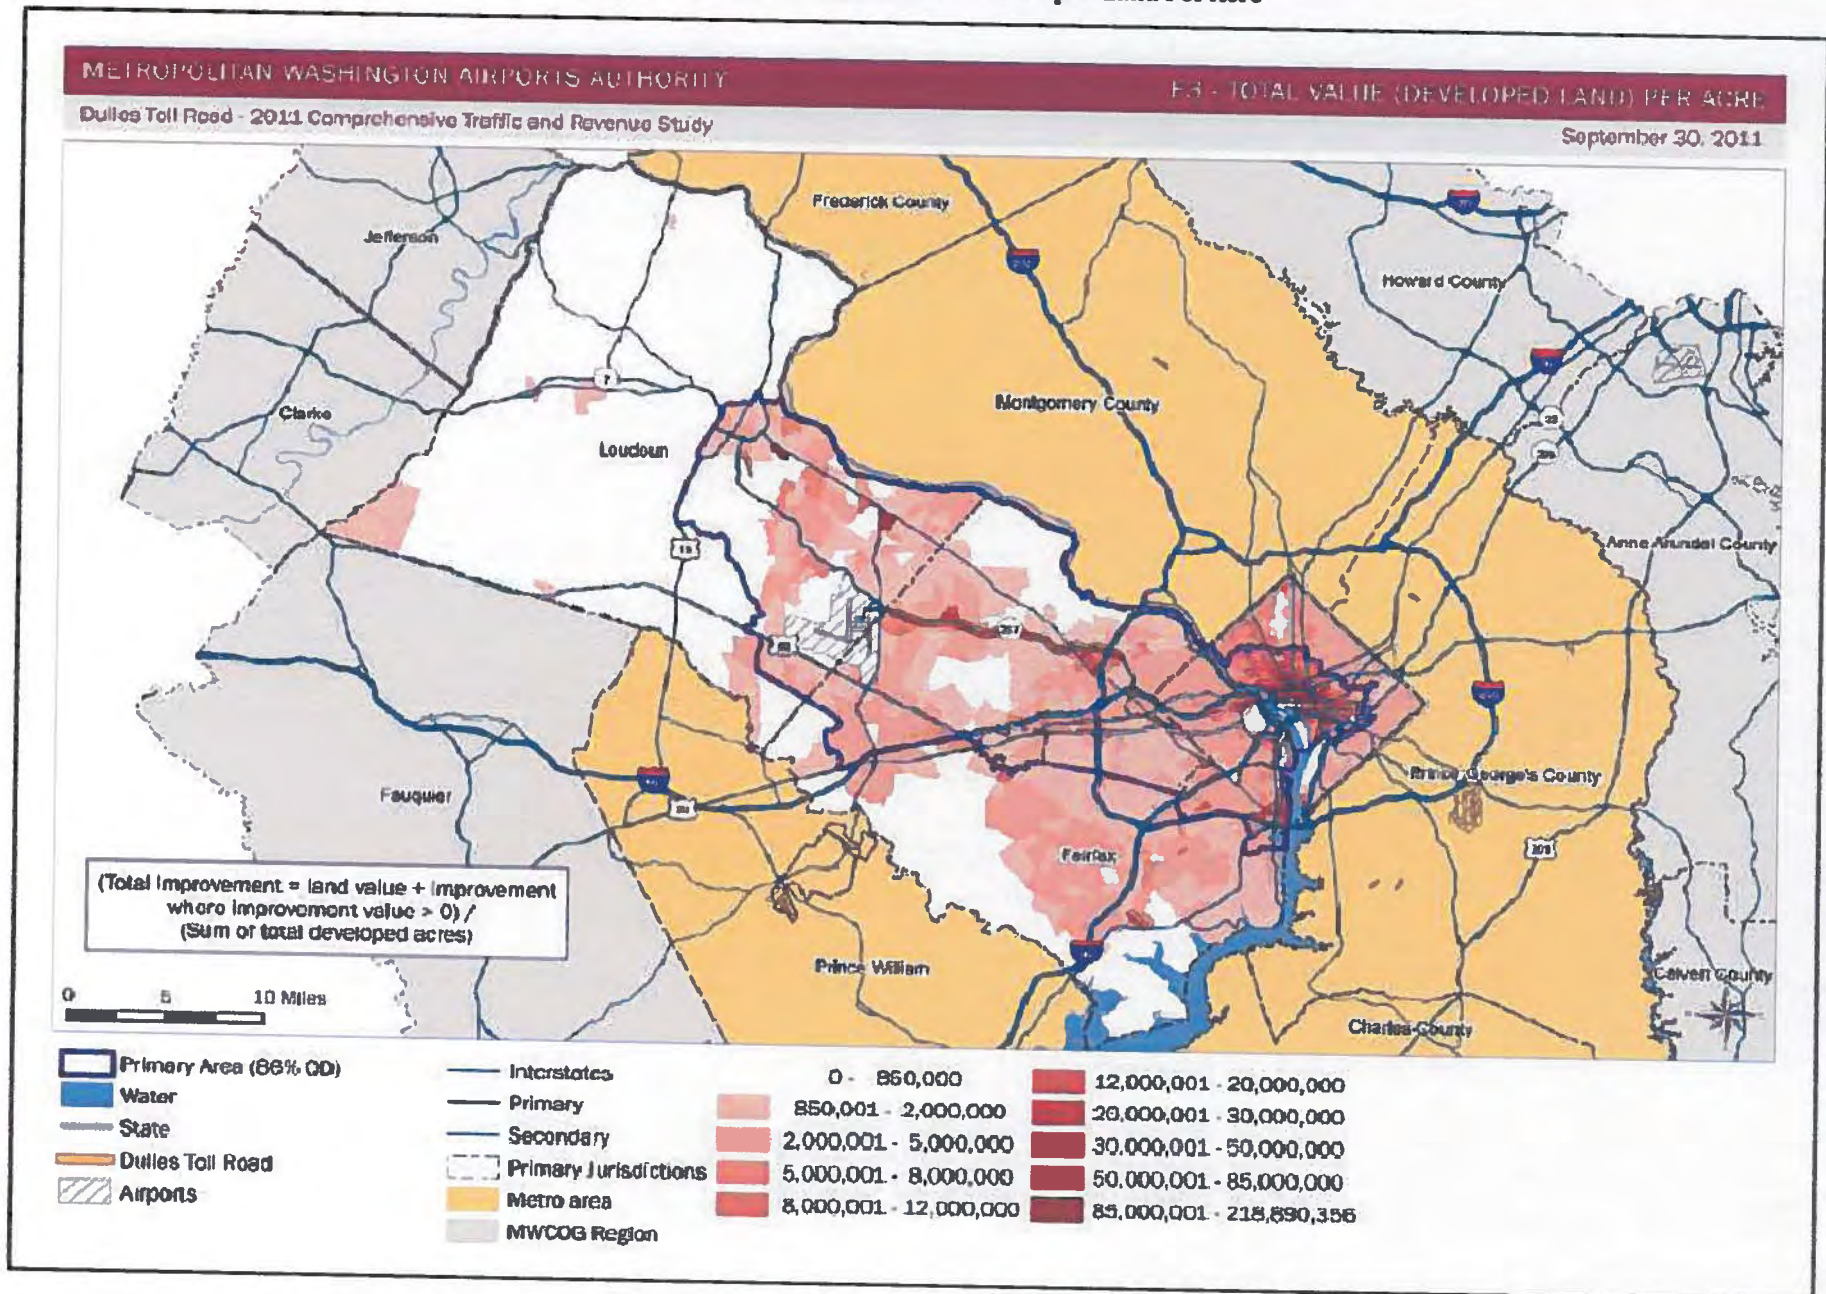 METROPOLITAN WASHINGTON AIRPORTS AUTHORITY
E3 - TOTAL VALUE (DEVELOPED LAND) PER ACRE
Dulles Toll Road - 2011 Comprehensive Traffic and Revenue Study
September 30, 2011
Frederick County
Jefferson
Howard County
Clarke
Montgomery County
Loudoun
7
15
Anne Arundel County
267
50
Prince George's County
Fauquier
29
Fairfax
301
Prince William
Calvert County
Charles County
(Total Improvement = land value + Improvement
where improvement value > 0) /
(Sum of total developed acres)
0 5 10 Miles
Primary Area (86% OD)
Water
State
Dulles Toll Road
Airports
Interstates
Primary
Secondary
Primary Jurisdictions
Metro area
MWCOG Region
0 - 850,000
850,001 - 2,000,000
2,000,001 - 5,000,000
5,000,001 - 8,000,000
8,000,001 - 12,000,000
12,000,001 - 20,000,000
20,000,001 - 30,000,000
30,000,001 - 50,000,000
50,000,001 - 85,000,000
85,000,001 - 218,890,356